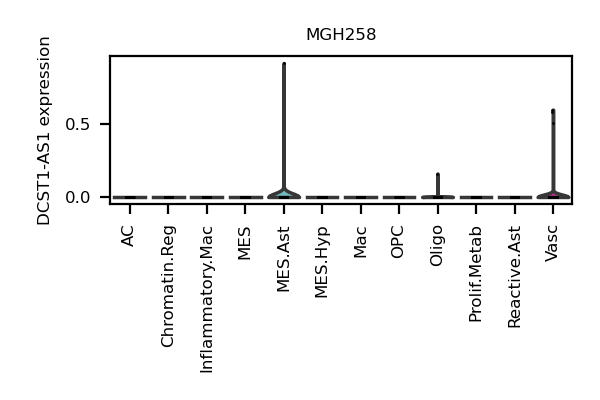 MGH258
DCST1-AS1 expression
0.5
0.0
AC
Chromatin.Reg
Inflammatory.Mac
MES
MES.Ast
MES.Hyp
Mac
OPC
Oligo
Prolif.Metab
Reactive.Ast
Vasc